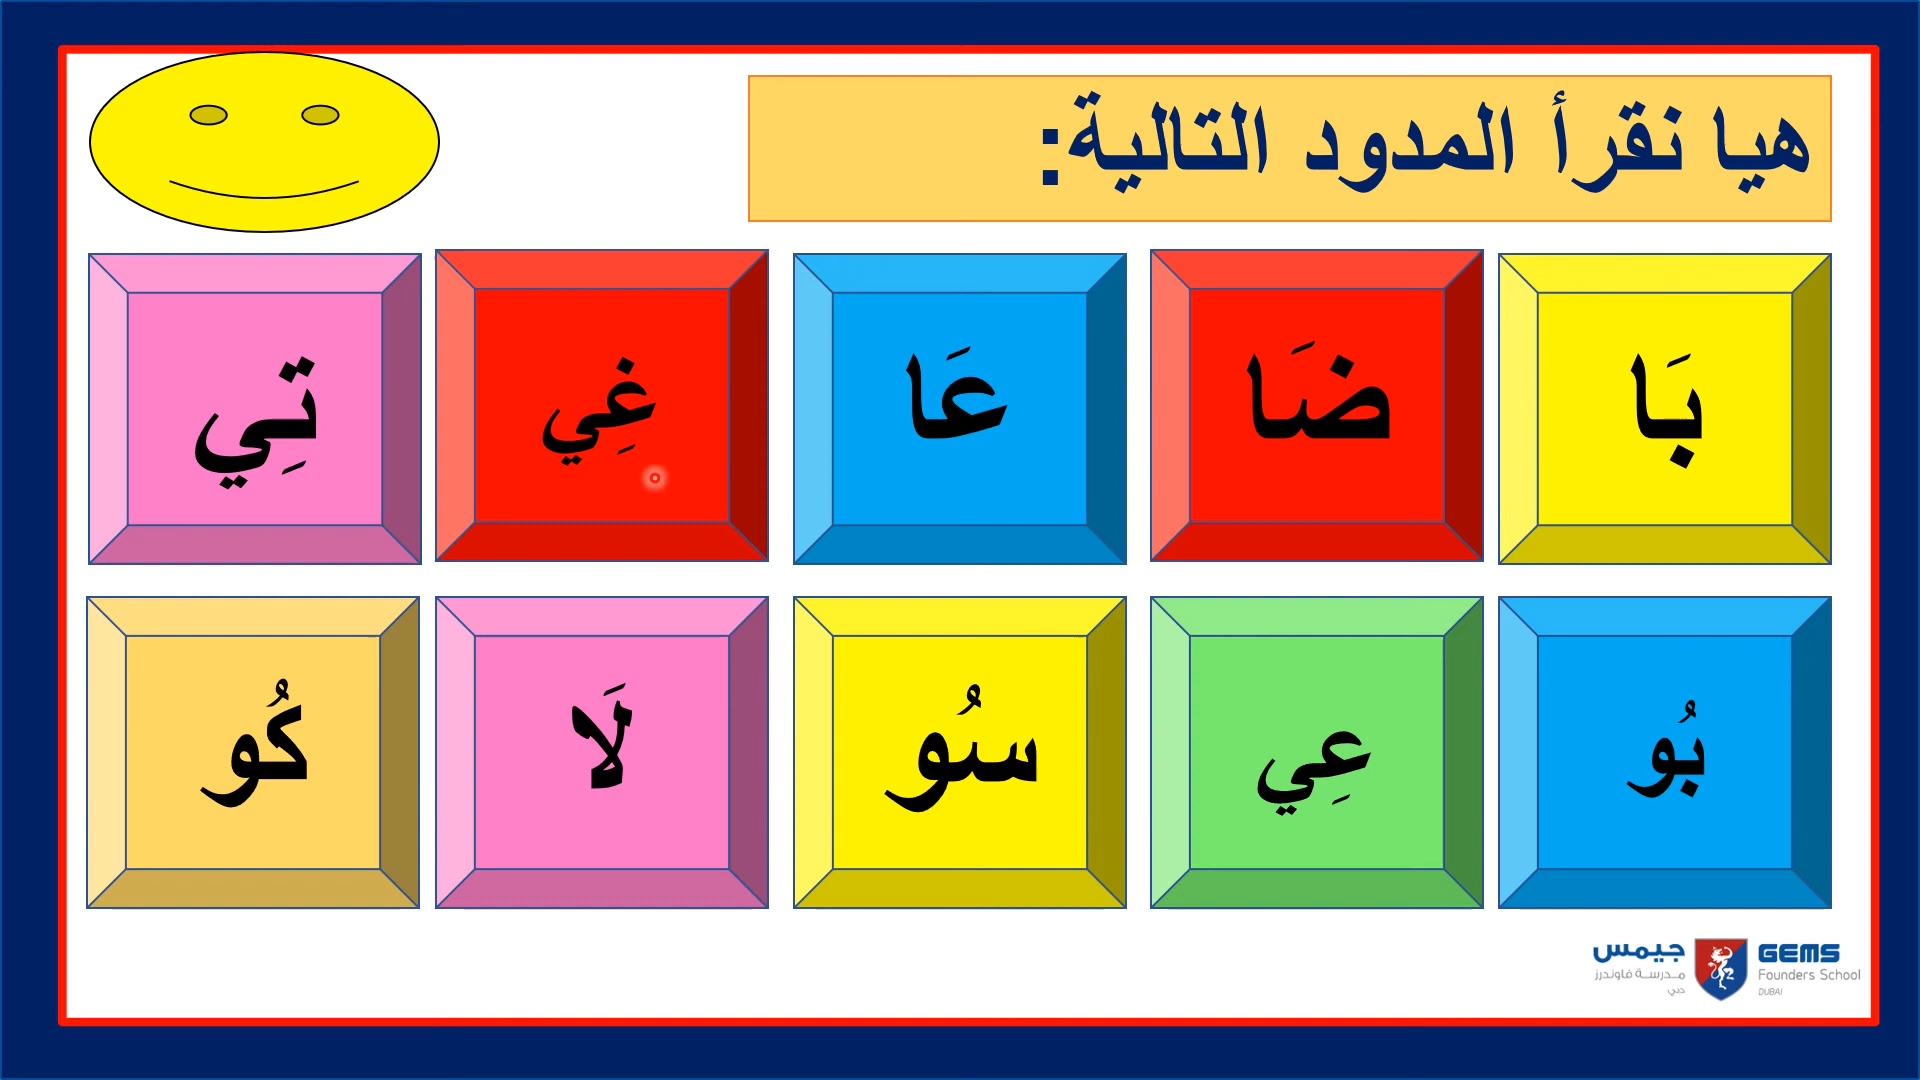 هيا نقرأ المدود التالية:
بَا ضَا عَا غِي تِي
بُو عِي سُو لَا كُو
جيمس
مدرسة فاوندرز
دبي
GEMS
Founders School
DUBAI